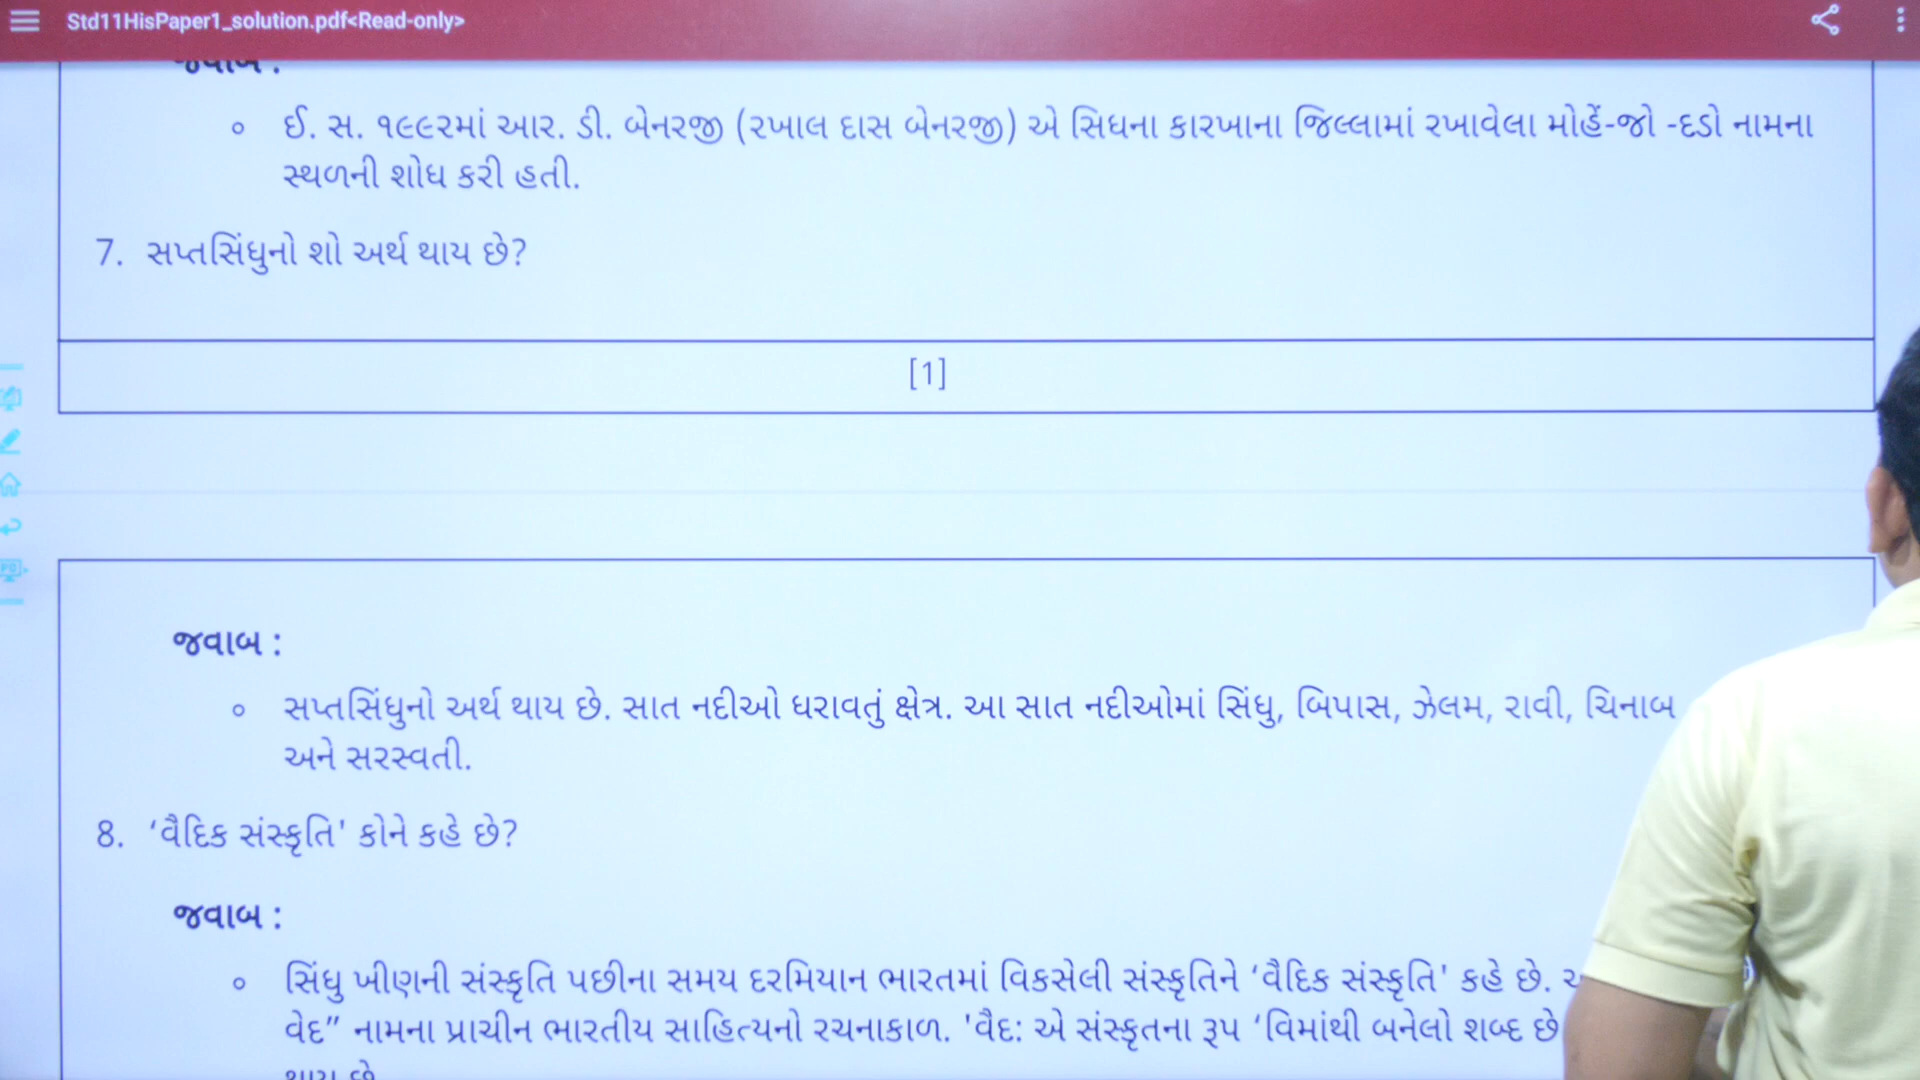 Std11HisPaper1_solution.pdf<Read-only>
જવાબ :
ઈ. સ. ૧૯૯૨માં આર. ડી. બેનરજી (રખાલ દાસ બેનરજી) એ સિધના કારખાના જિલ્લામાં રખાવેલા મોહેં-જો -દડો નામના
સ્થળની શોધ કરી હતી.
7. સપ્તસિંધુનો શો અર્થ થાય છે?
[1]
જવાબ :
સપ્તસિંધુનો અર્થ થાય છે. સાત નદીઓ ધરાવતું ક્ષેત્ર. આ સાત નદીઓમાં સિંધુ, બિપાસ, ઝેલમ, રાવી, ચિનાબ
અને સરસ્વતી.
8. ‘વૈદિક સંસ્કૃતિ' કોને કહે છે?
જવાબ :
સિંધુ ખીણની સંસ્કૃતિ પછીના સમય દરમિયાન ભારતમાં વિકસેલી સંસ્કૃતિને ‘વૈદિક સંસ્કૃતિ' કહે છે.
વેદ” નામના પ્રાચીન ભારતીય સાહિત્યનો રચનાકાળ. 'વૈદ: એ સંસ્કૃતના રૂપ ‘વિમાંથી બનેલો શબ્દ છે
થાય છે